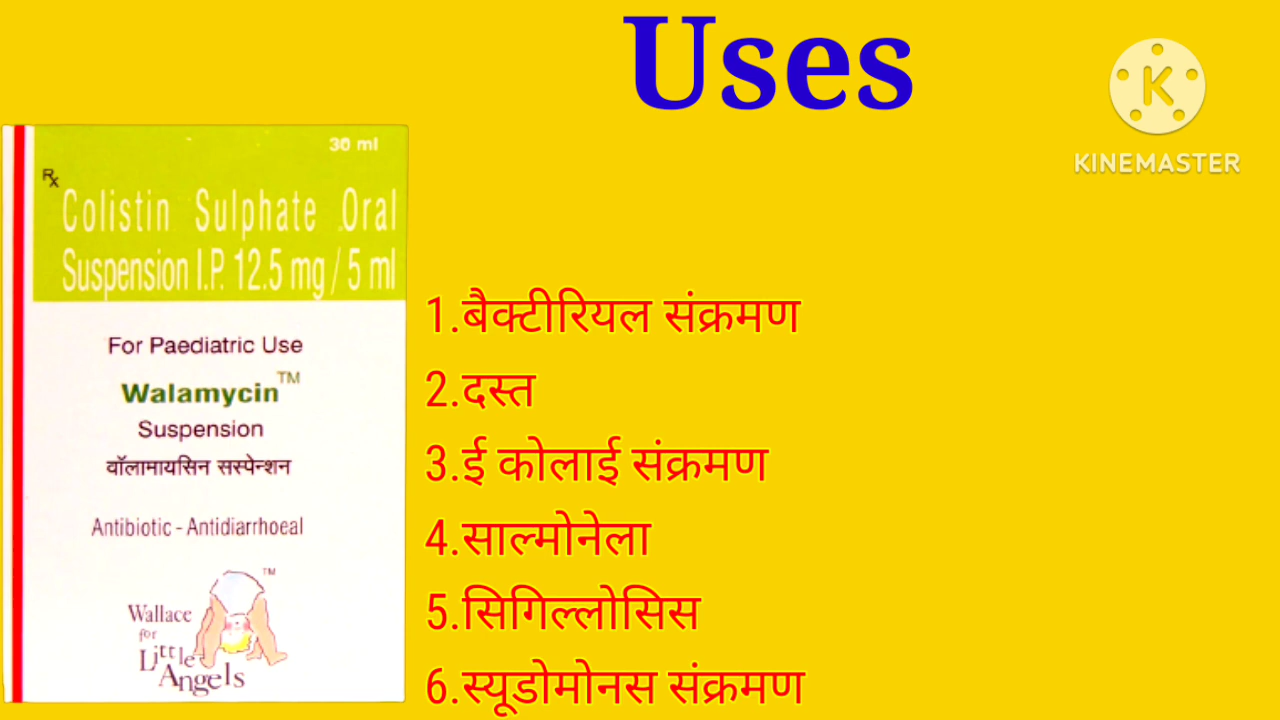 Uses
KINEMASTER
30 ml
Rx
Colistin Sulphate Oral
Suspension I.P. 12.5 mg / 5 ml
For Paediatric Use
Walamycin™
Suspension
वॉलामायसिन सस्पेन्शन
Antibiotic - Antidiarrhoeal
Wallace
for
Little
Angels
™
1.बैक्टीरियल संक्रमण
2.दस्त
3.ई कोलाई संक्रमण
4.साल्मोनेला
5.सिगिल्लोसिस
6.स्यूडोमोनस संक्रमण